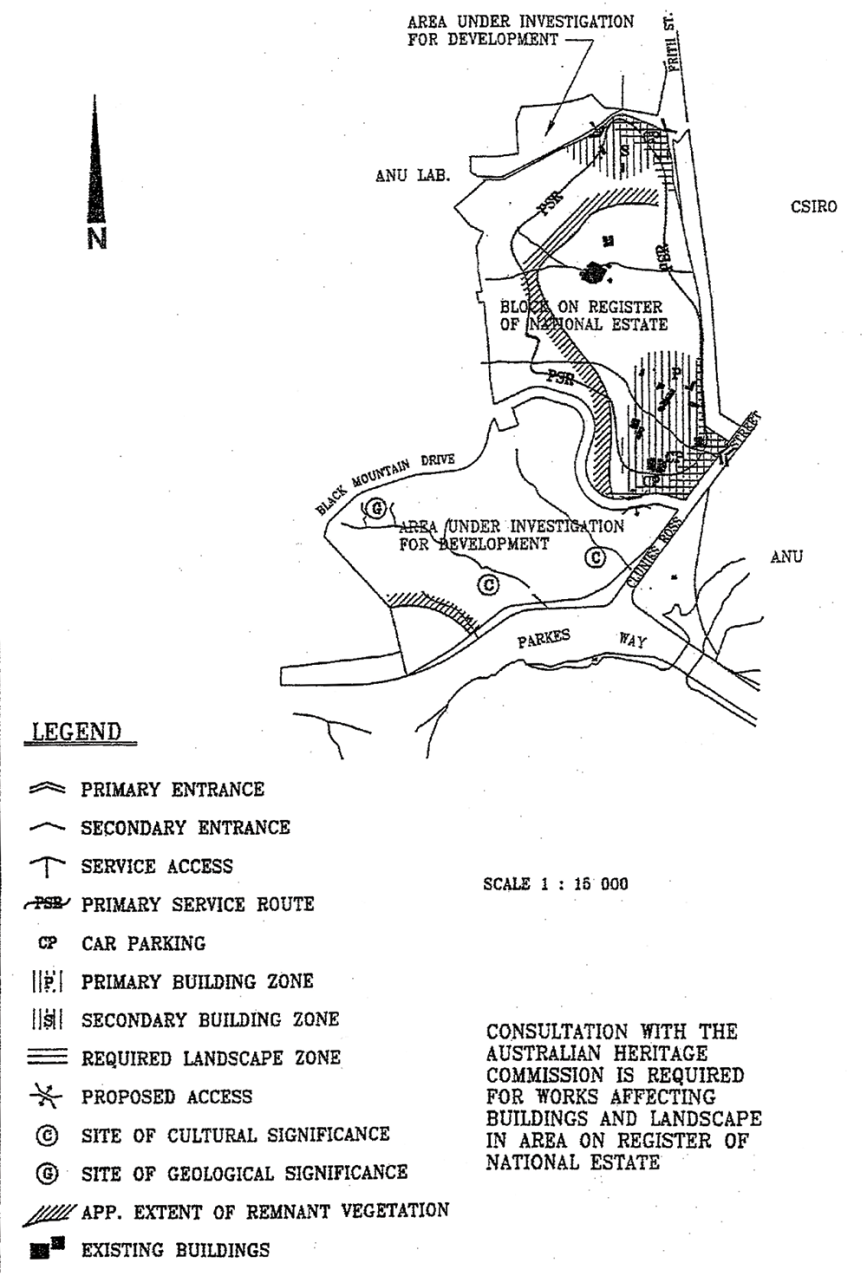 AREA UNDER INVESTIGATION
FOR DEVELOPMENT
FRITH ST.
ANU LAB.
CSIRO
N
CP
S
PSR
PSR
BLOCK ON REGISTER
OF NATIONAL ESTATE
PSR
P
CP
CP
STREET
BLACK MOUNTAIN DRIVE
G
AREA UNDER INVESTIGATION
FOR DEVELOPMENT
C
C
CLUNIES ROSS
ANU
PARKES WAY
LEGEND
PRIMARY ENTRANCE
SECONDARY ENTRANCE
SERVICE ACCESS
PSR PRIMARY SERVICE ROUTE
CP CAR PARKING
P PRIMARY BUILDING ZONE
S SECONDARY BUILDING ZONE
REQUIRED LANDSCAPE ZONE
PROPOSED ACCESS
C SITE OF CULTURAL SIGNIFICANCE
G SITE OF GEOLOGICAL SIGNIFICANCE
APP. EXTENT OF REMNANT VEGETATION
EXISTING BUILDINGS
SCALE 1 : 15 000
CONSULTATION WITH THE
AUSTRALIAN HERITAGE
COMMISSION IS REQUIRED
FOR WORKS AFFECTING
BUILDINGS AND LANDSCAPE
IN AREA ON REGISTER OF
NATIONAL ESTATE